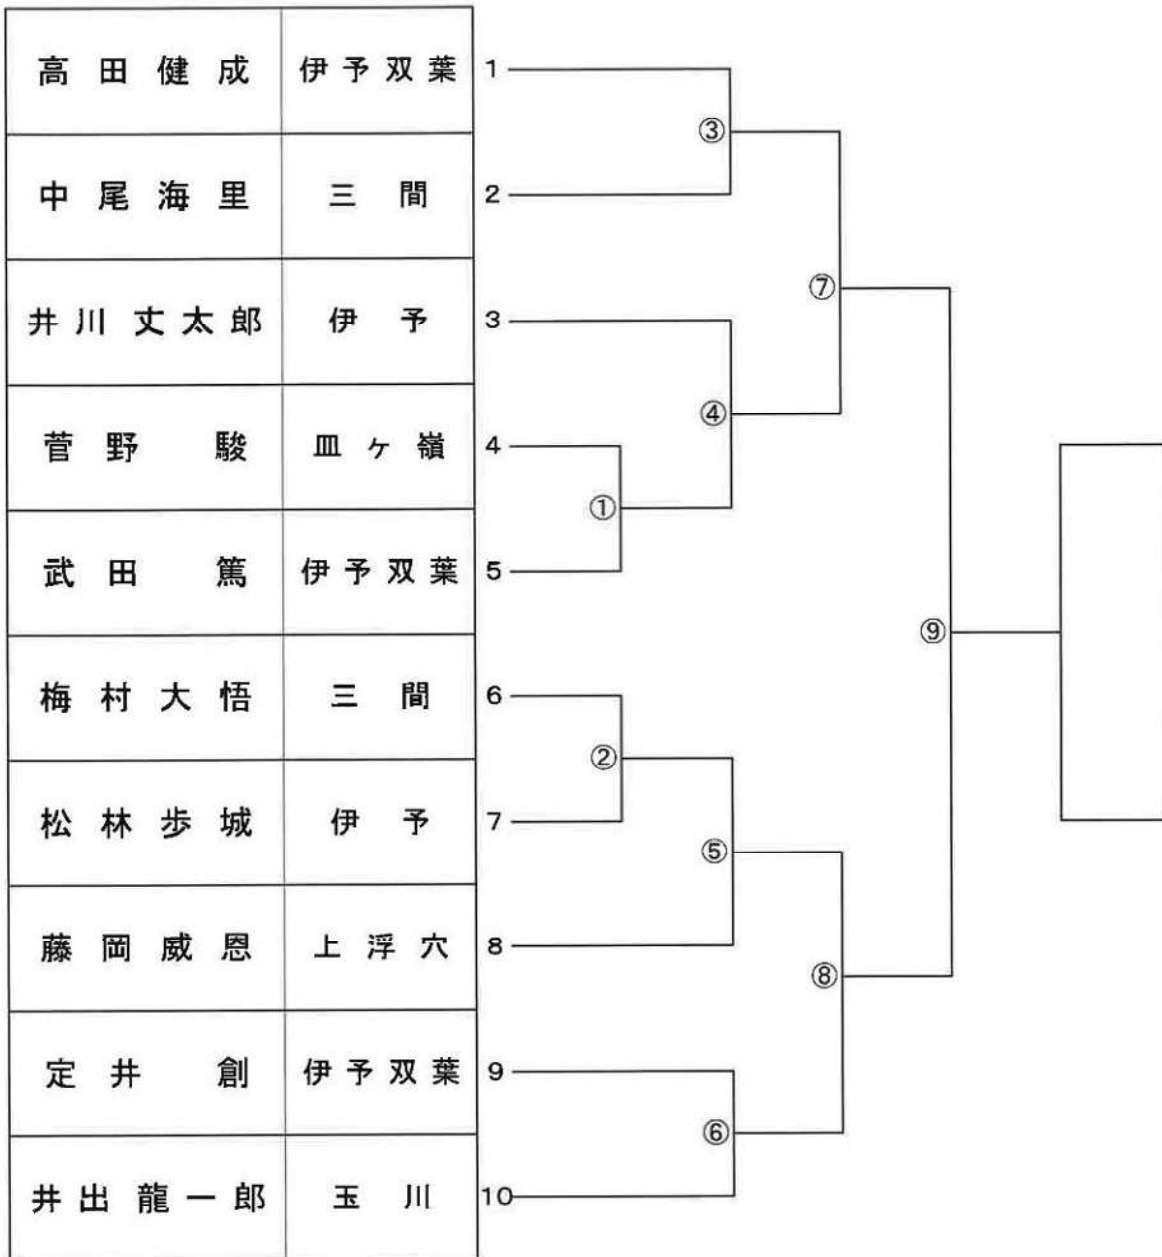 高田健成 伊予双葉 1
③
中尾海里 三間 2
⑦
井川丈太郎 伊予 3
④
菅野駿 皿ヶ嶺 4
①
武田篤 伊予双葉 5
⑨
梅村大悟 三間 6
②
松林歩城 伊予 7
⑤
藤岡威恩 上浮穴 8
⑧
定井創 伊予双葉 9
⑥
井出龍一郎 玉川 10